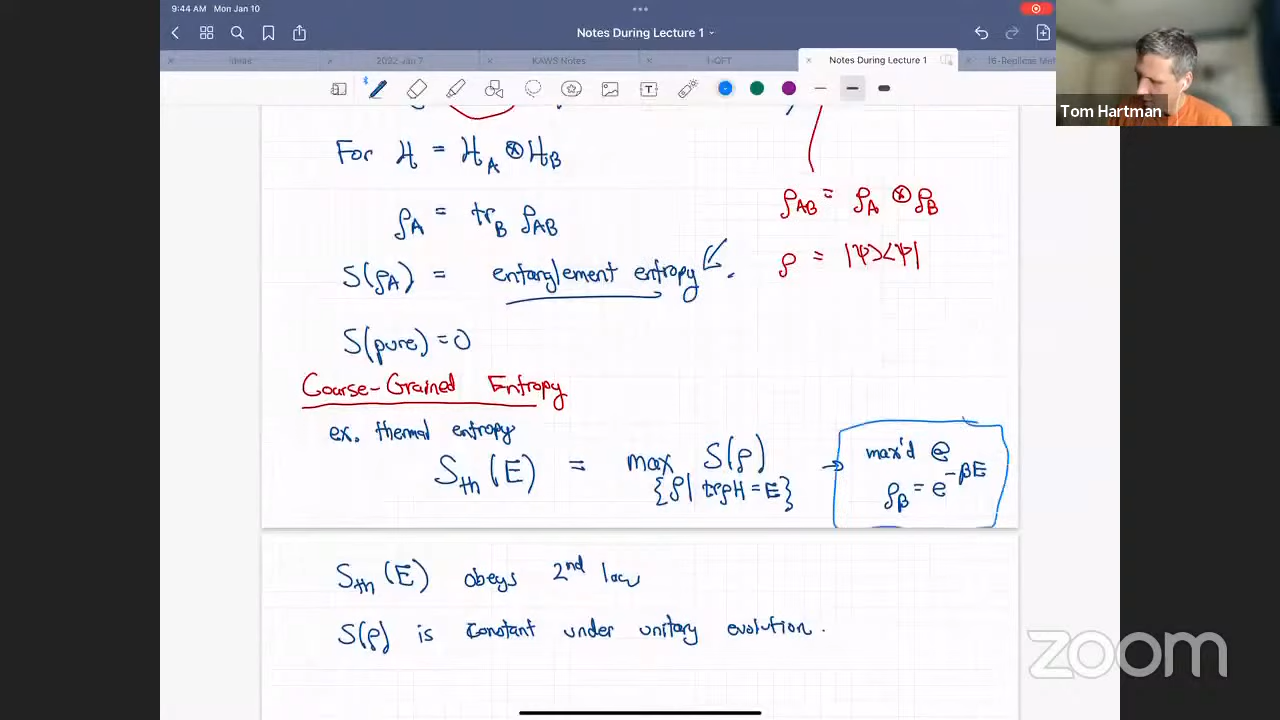 9:44 AM Mon Jan 10
Notes During Lecture 1
Ideas
2022 Jan 7
KAWS Notes
1-QFT
Notes During Lecture 1
16-Replicas
Tom Hartman
For H = H_A ⊗ H_B
ρ_A = tr_B ρ_AB
S(ρ_A) = entanglement entropy
S(pure) = 0
ρ_AB = ρ_A ⊗ ρ_B
ρ = |Ψ><Ψ|
Coarse-Grained Entropy
ex. thermal entropy
S_th(E) = max S(ρ)
{ρ| trρH = E}
→ max'd @
ρ_β = e^{-βE}
S_th(E) obeys 2nd law
S(ρ) is constant under unitary evolution.
zoom